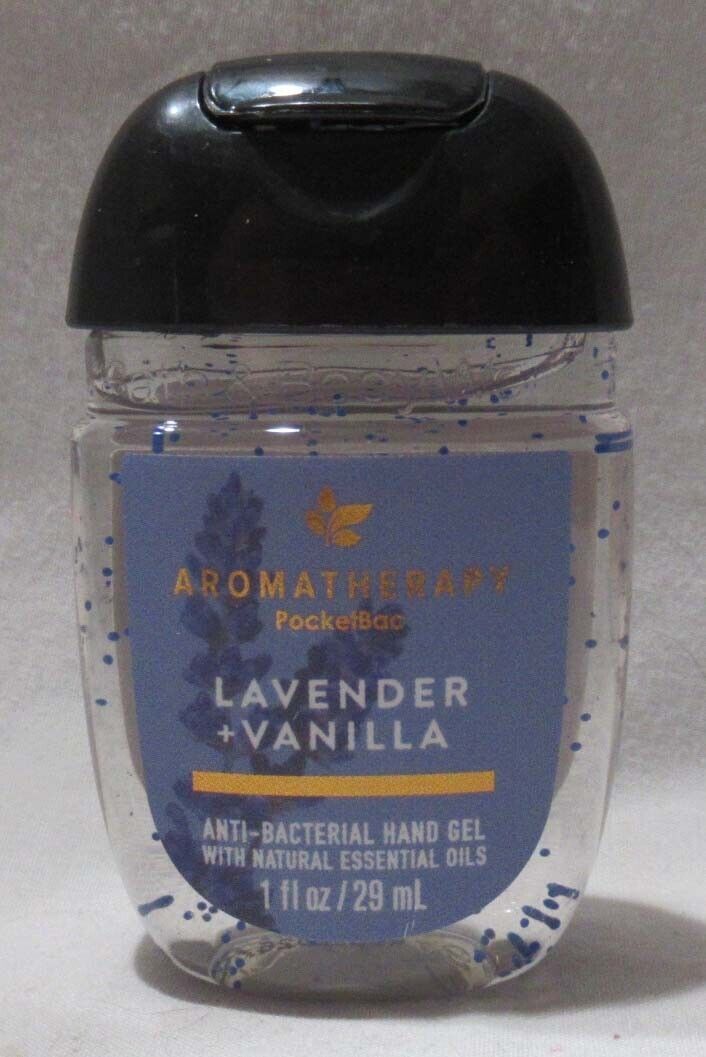 AROMATHERAPY
PocketBac
LAVENDER
+VANILLA
ANTI-BACTERIAL HAND GEL
WITH NATURAL ESSENTIAL OILS
1 fl oz / 29 mL